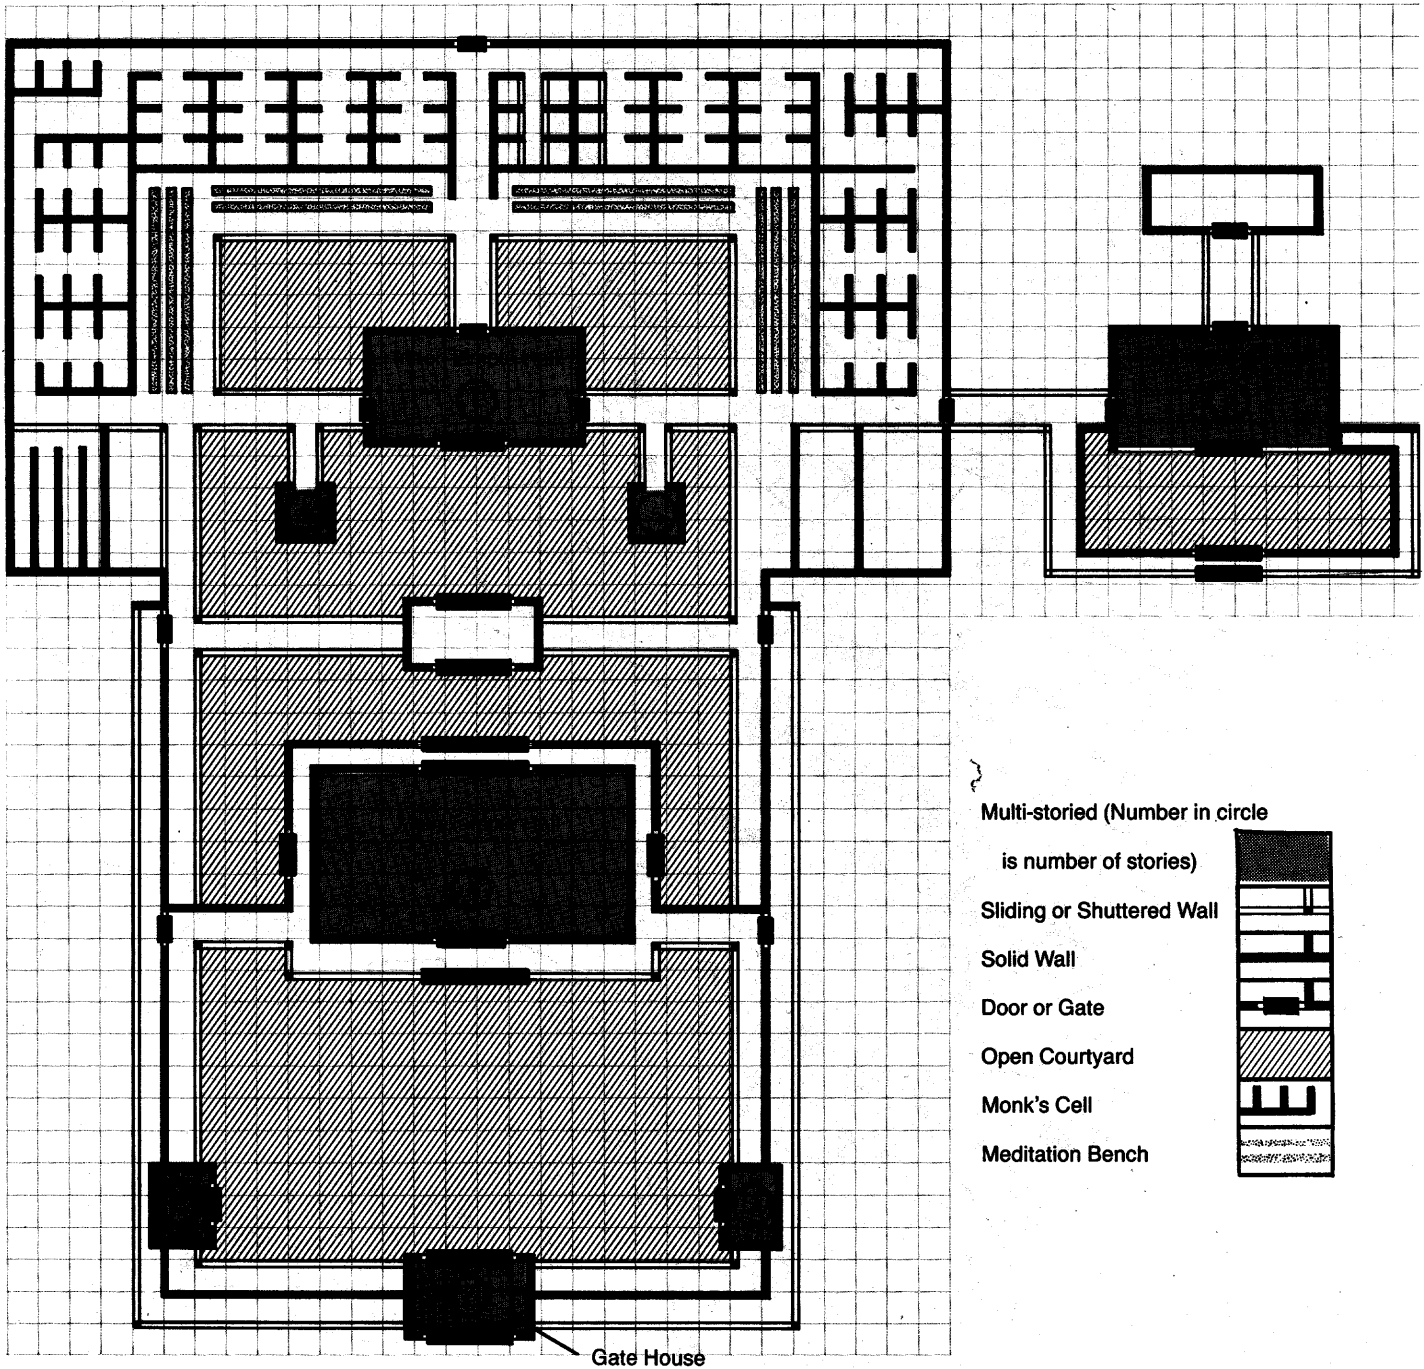 Multi-storied (Number in circle
is number of stories)
Sliding or Shuttered Wall
Solid Wall
Door or Gate
Open Courtyard
Monk's Cell
Meditation Bench
Gate House